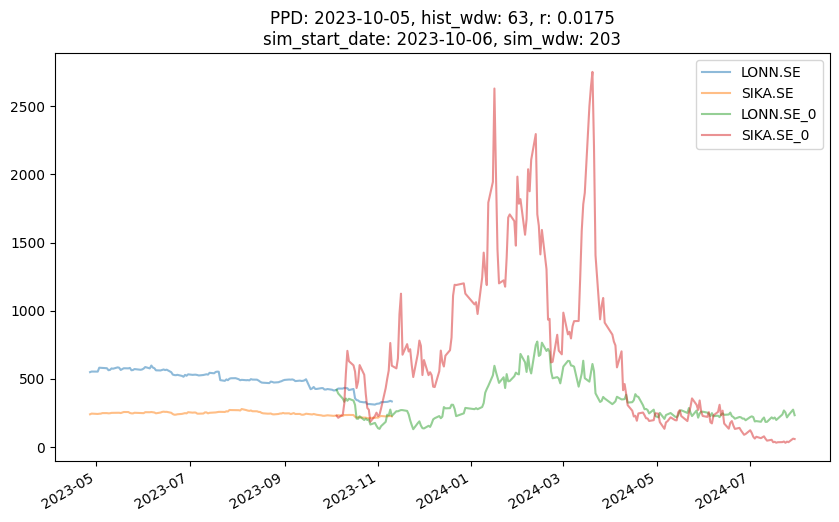 PPD: 2023-10-05, hist_wdw: 63, r: 0.0175
sim_start_date: 2023-10-06, sim_wdw: 203
LONN.SE
SIKA.SE
LONN.SE_0
SIKA.SE_0
2500
2000
1500
1000
500
0
2023-05
2023-07
2023-09
2023-11
2024-01
2024-03
2024-05
2024-07